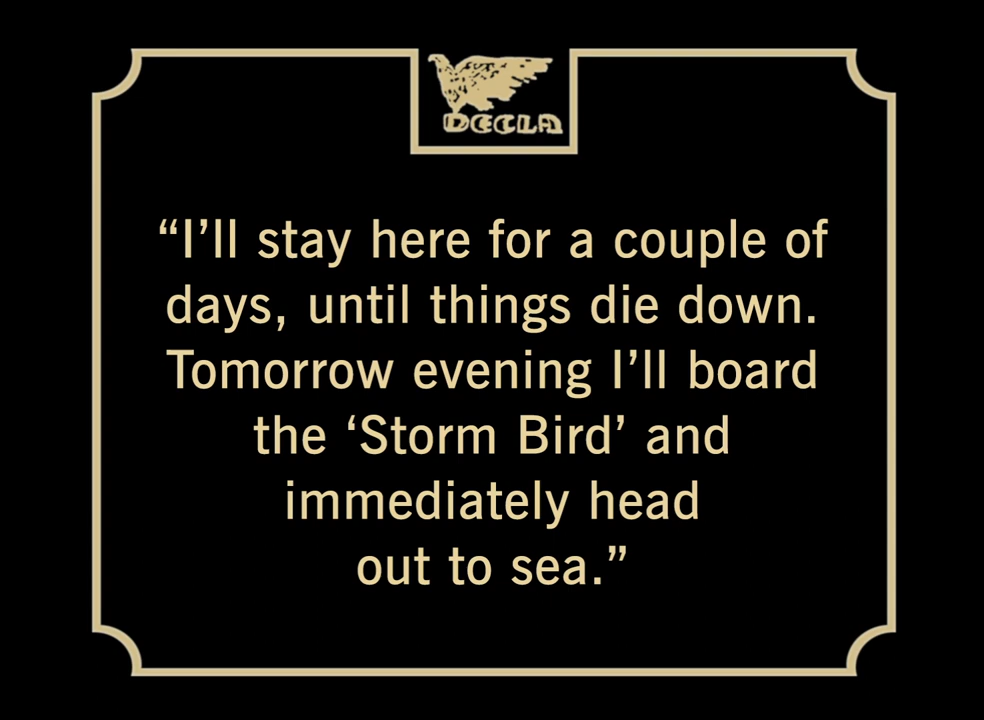 DECLA
“I’ll stay here for a couple of
days, until things die down.
Tomorrow evening I’ll board
the ‘Storm Bird’ and
immediately head
out to sea.”